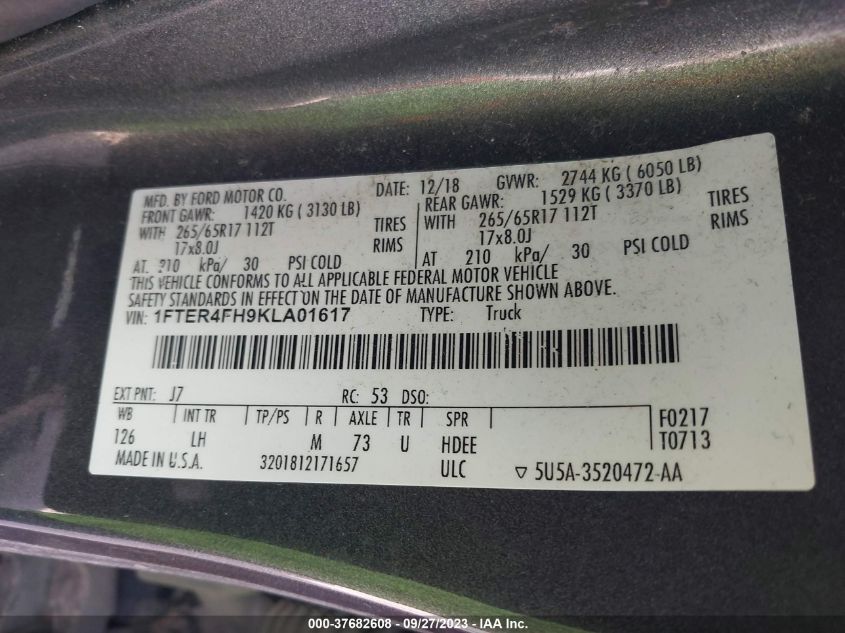 MFD. BY FORD MOTOR CO. DATE: 12/18 GVWR: 2744 KG ( 6050 LB)
FRONT GAWR: 1420 KG ( 3130 LB) REAR GAWR: 1529 KG ( 3370 LB)
WITH 265/65R17 112T TIRES WITH 265/65R17 112T TIRES
17x8.0J RIMS 17x8.0J RIMS
AT 210 kPa/ 30 PSI COLD AT 210 kPa/ 30 PSI COLD
THIS VEHICLE CONFORMS TO ALL APPLICABLE FEDERAL MOTOR VEHICLE
SAFETY STANDARDS IN EFFECT ON THE DATE OF MANUFACTURE SHOWN ABOVE.
VIN: 1FTER4FH9KLA01617 TYPE: Truck
EXT PNT: J7 RC: 53 DSO:
WB INT TR TP/PS R AXLE TR SPR F0217
126 LH M 73 U HDEE T0713
MADE IN U.S.A. 3201812171657 ULC ▽ 5U5A-3520472-AA
000-37682608 - 09/27/2023 - IAA Inc.